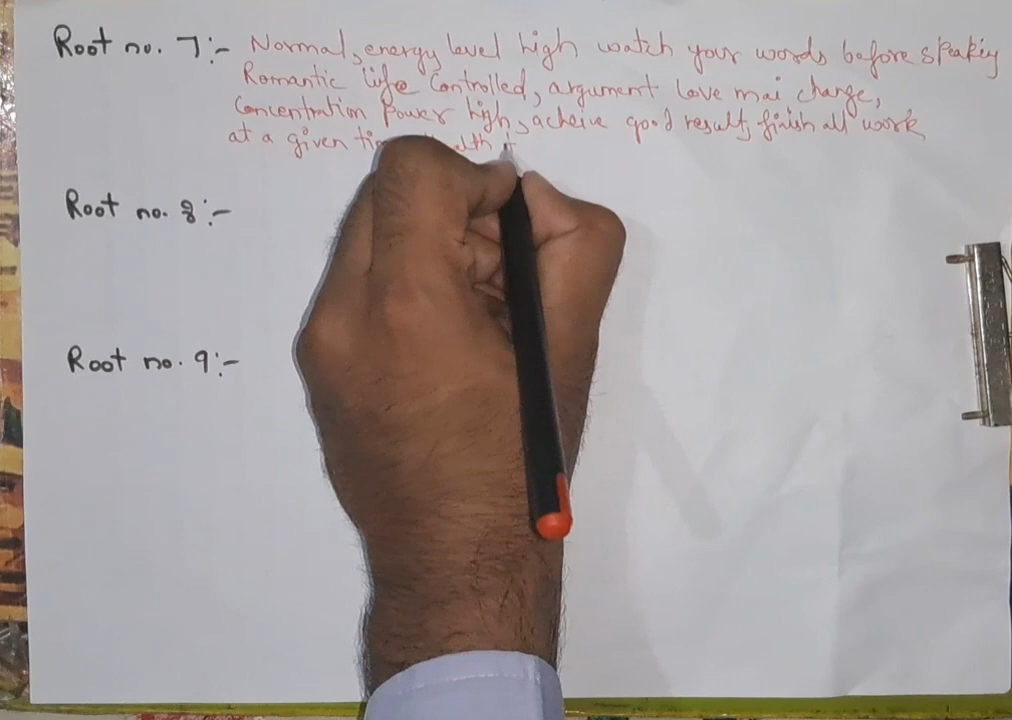 Root no. 7:- Normal, energy level high watch your words before speakiy
Romantic life Controlled, argument Love mai change,
Concentration Power high, acheive good result, finish all work
at a given
Root no. 8:-
Root no. 9:-